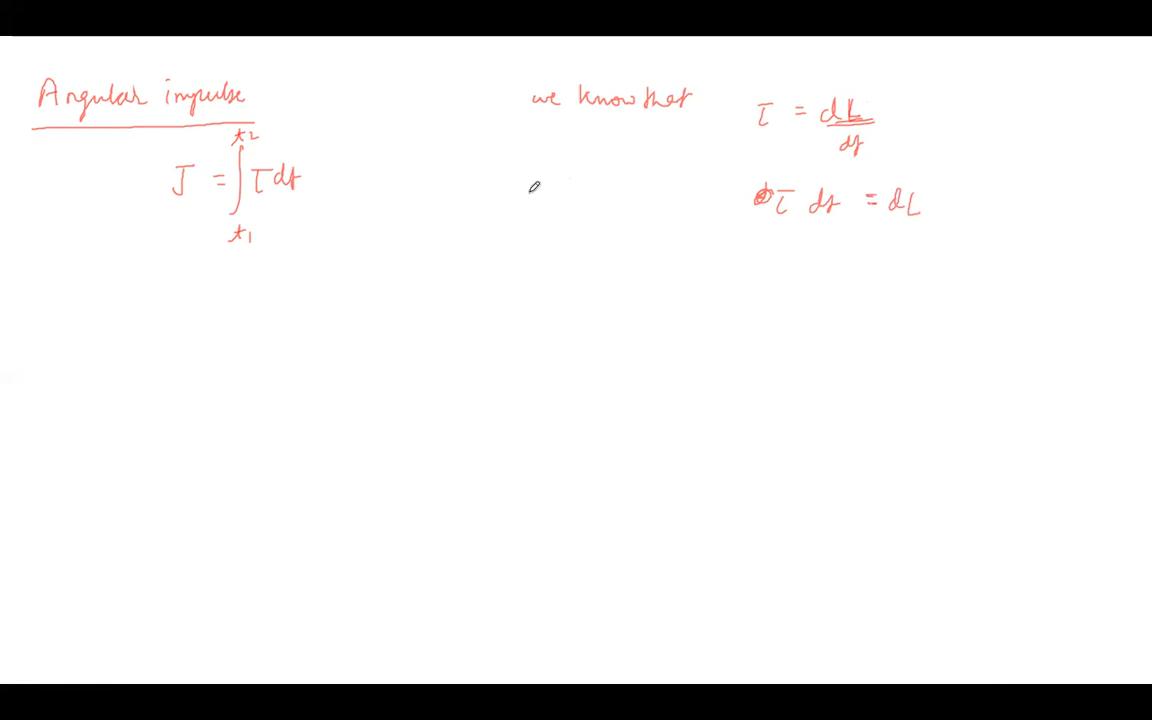 Angular impulse
J = ∫ τ dt
t2
t1
we know that τ = dL/dt
τ dt = dL